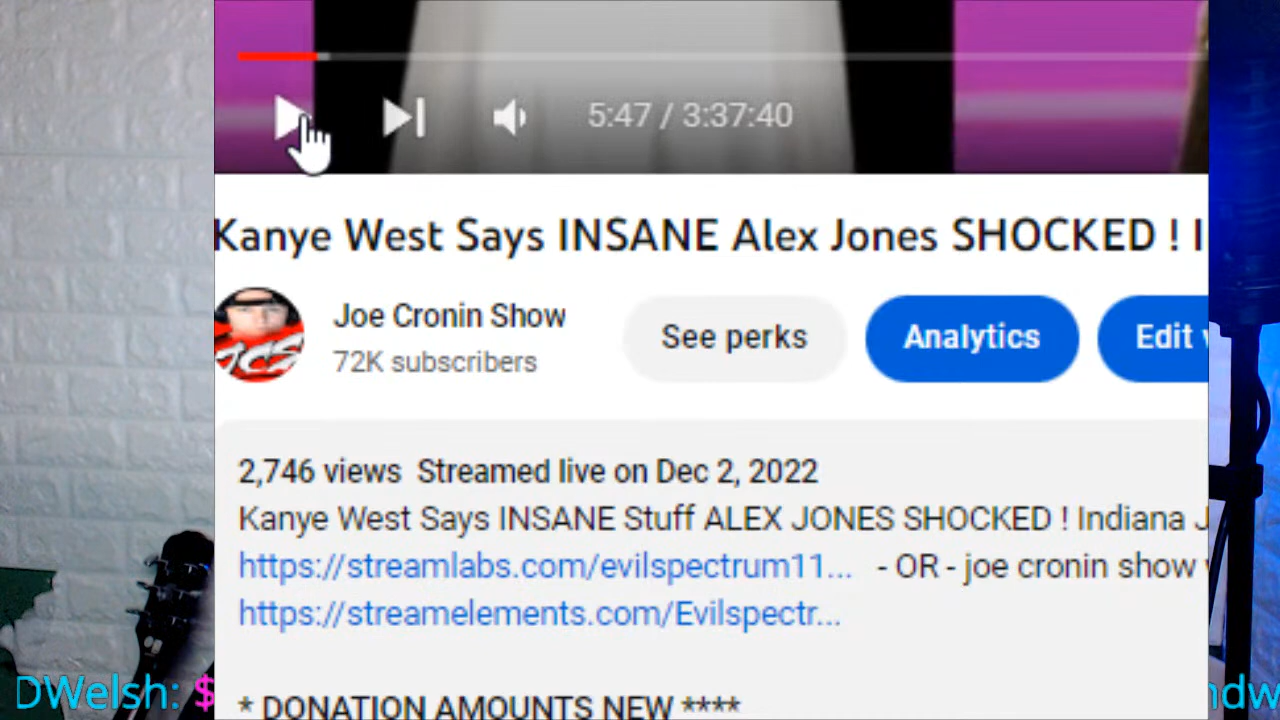 5:47 / 3:37:40
Kanye West Says INSANE Alex Jones SHOCKED ! I
JCS
Joe Cronin Show
72K subscribers
See perks
Analytics
Edit
2,746 views Streamed live on Dec 2, 2022
Kanye West Says INSANE Stuff ALEX JONES SHOCKED ! Indiana J
https://streamlabs.com/evilspectrum11... - OR - joe cronin show
https://streamelements.com/Evilspectr...
* DONATION AMOUNTS NEW ****
DWelsh: $
ndw